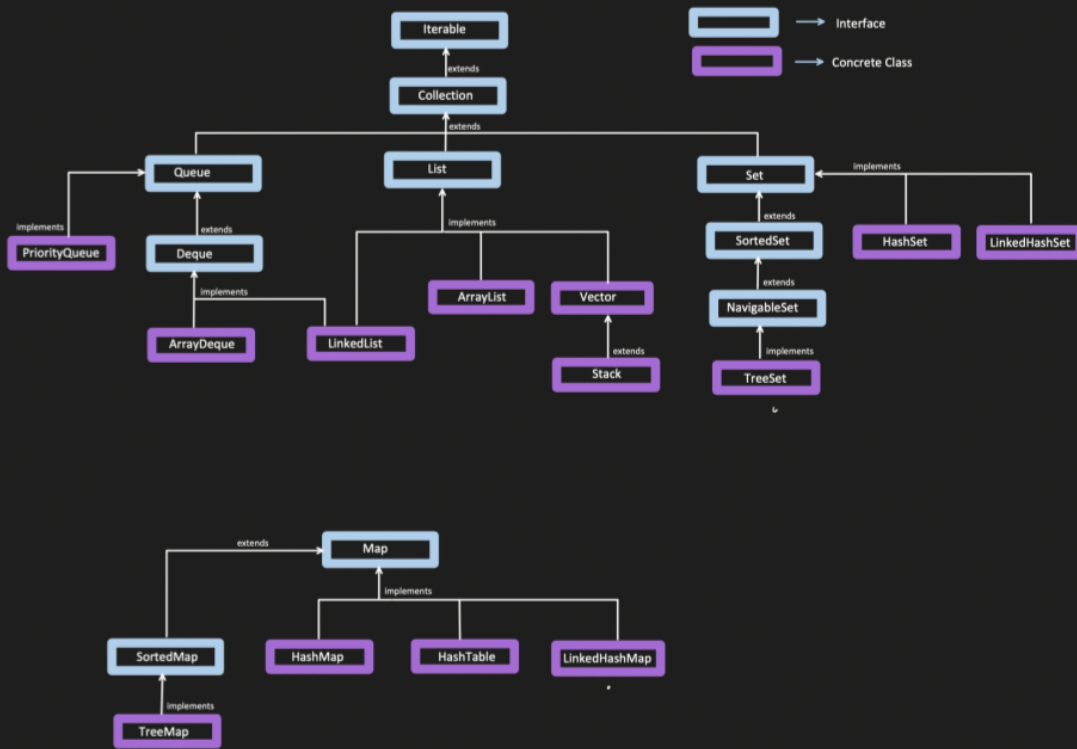 Iterable
Interface
Concrete Class
extends
Collection
extends
Queue
List
Set
implements
implements
implements
extends
extends
PriorityQueue
Deque
SortedSet
HashSet
LinkedHashSet
implements
extends
ArrayList
Vector
NavigableSet
ArrayDeque
LinkedList
extends
implements
Stack
TreeSet
extends
Map
implements
SortedMap
HashMap
HashTable
LinkedHashMap
implements
TreeMap